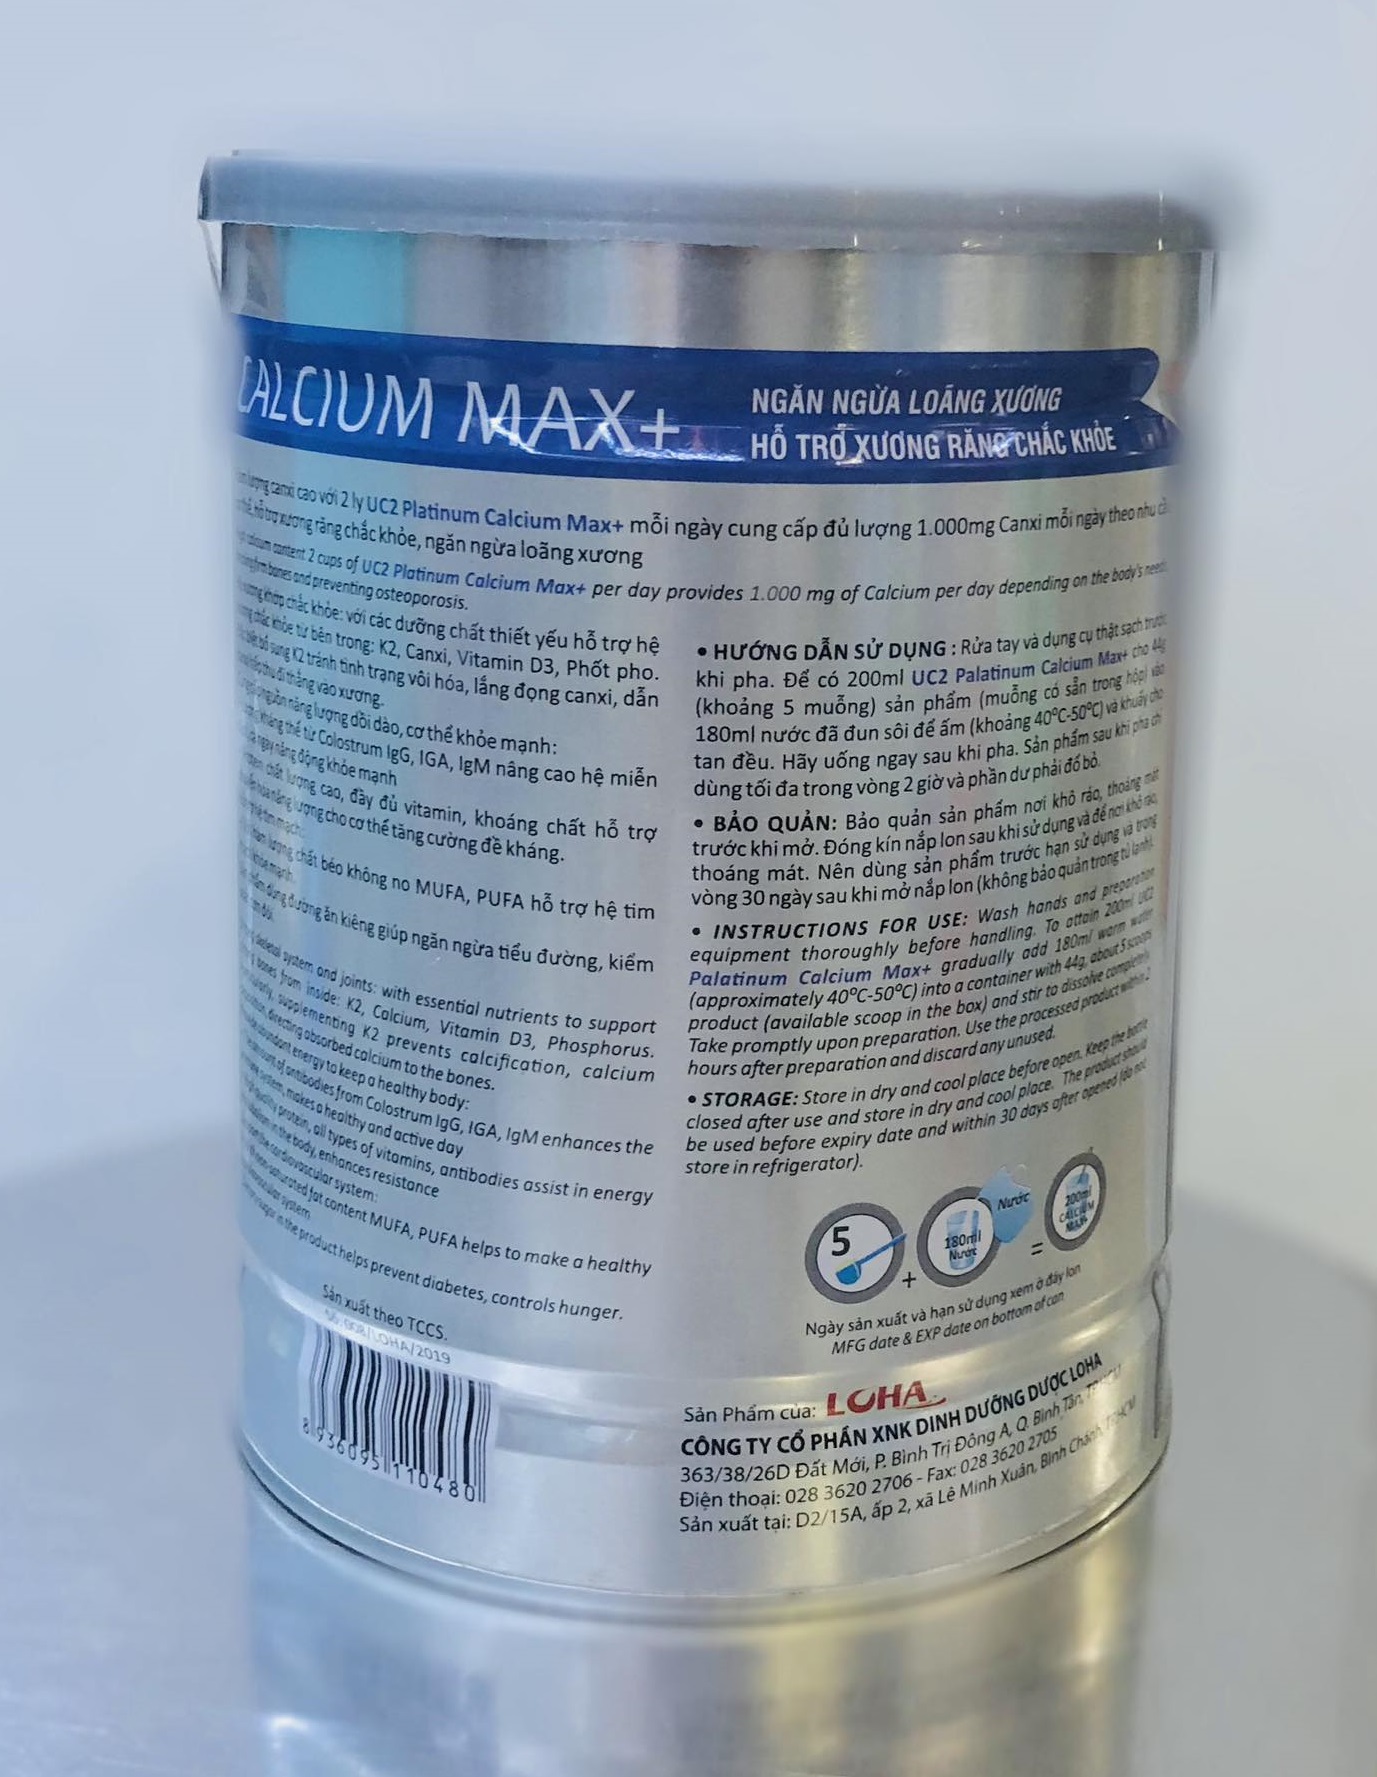 CALCIUM MAX+
NGĂN NGỪA LOÃNG XƯƠNG
HỖ TRỢ XƯƠNG RĂNG CHẮC KHỎE
lượng canxi cao với 2 ly UC2 Platinum Calcium Max+ mỗi ngày cung cấp đủ lượng 1.000mg Canxi mỗi ngày theo nhu
hỗ trợ xương răng chắc khỏe, ngăn ngừa loãng xương
calcium content 2 cups of UC2 Platinum Calcium Max+ per day provides 1.000 mg of Calcium per day depending on the body's need
firm bones and preventing osteoporosis.
khớp chắc khỏe: với các dưỡng chất thiết yếu hỗ trợ hệ
chắc khỏe từ bên trong: K2, Canxi, Vitamin D3, Phốt pho.
bổ sung K2 tránh tình trạng vôi hóa, lắng đọng canxi, dẫn
thu đi thẳng vào xương.
nguồn năng lượng dồi dào, cơ thể khỏe mạnh:
kháng thể từ Colostrum IgG, IGA, IgM nâng cao hệ miễn
ngày năng động khỏe mạnh
chất lượng cao, đầy đủ vitamin, khoáng chất hỗ trợ
năng lượng cho cơ thể tăng cường đề kháng.
tim mạch:
hàm lượng chất béo không no MUFA, PUFA hỗ trợ hệ tim
khỏe mạnh.
dùng đường ăn kiêng giúp ngăn ngừa tiểu đường, kiểm
skeletal system and joints: with essential nutrients to support
bones from inside: K2, Calcium, Vitamin D3, Phosphorus.
supplementing K2 prevents calcification, calcium
directing absorbed calcium to the bones.
abundant energy to keep a healthy body:
amount of antibodies from Colostrum IgG, IGA, IgM enhances the
system, makes a healthy and active day
quality protein, all types of vitamins, antibodies assist in energy
in the body, enhances resistance
the cardiovascular system:
fat content MUFA, PUFA helps to make a healthy
system
sugar in the product helps prevent diabetes, controls hunger.
Sản xuất theo TCCS.
/LOHA/2019
8 936095 110480
• HƯỚNG DẪN SỬ DỤNG : Rửa tay và dụng cụ thật sạch trước
khi pha. Để có 200ml UC2 Palatinum Calcium Max+ cho 44g
(khoảng 5 muỗng) sản phẩm (muỗng có sẵn trong hộp) vào
180ml nước đã đun sôi để ấm (khoảng 40ºC-50ºC) và khuấy cho
tan đều. Hãy uống ngay sau khi pha. Sản phẩm sau khi pha chỉ
dùng tối đa trong vòng 2 giờ và phần dư phải đổ bỏ.
• BẢO QUẢN: Bảo quản sản phẩm nơi khô ráo, thoáng mát
trước khi mở. Đóng kín nắp lon sau khi sử dụng và để nơi khô ráo,
thoáng mát. Nên dùng sản phẩm trước hạn sử dụng và trong
vòng 30 ngày sau khi mở nắp lon (không bảo quản trong tủ lạnh).
• INSTRUCTIONS FOR USE: Wash hands and preparation
equipment thoroughly before handling. To attain 200ml UC2
Palatinum Calcium Max+ gradually add 180ml warm water
(approximately 40ºC-50ºC) into a container with 44g, about 5 scoops
product (available scoop in the box) and stir to dissolve completely
Take promptly upon preparation. Use the processed product within 2
hours after preparation and discard any unused.
• STORAGE: Store in dry and cool place before open. Keep the bottle
closed after use and store in dry and cool place. The product should
be used before expiry date and within 30 days after opened (do not
store in refrigerator).
5
+
180ml
Nước
Nước
=
200ml
CALCIUM
MAX+
Ngày sản xuất và hạn sử dụng xem ở đáy lon
MFG date & EXP date on bottom of can
Sản Phẩm của: LOHA
CÔNG TY CỔ PHẦN XNK DINH DƯỠNG DƯỢC LOHA
363/38/26D Đất Mới, P. Bình Trị Đông A, Q. Bình Tân, TPHCM
Điện thoại: 028 3620 2706 - Fax: 028 3620 2705
Sản xuất tại: D2/15A, ấp 2, xã Lê Minh Xuân, Bình Chánh, TPHCM